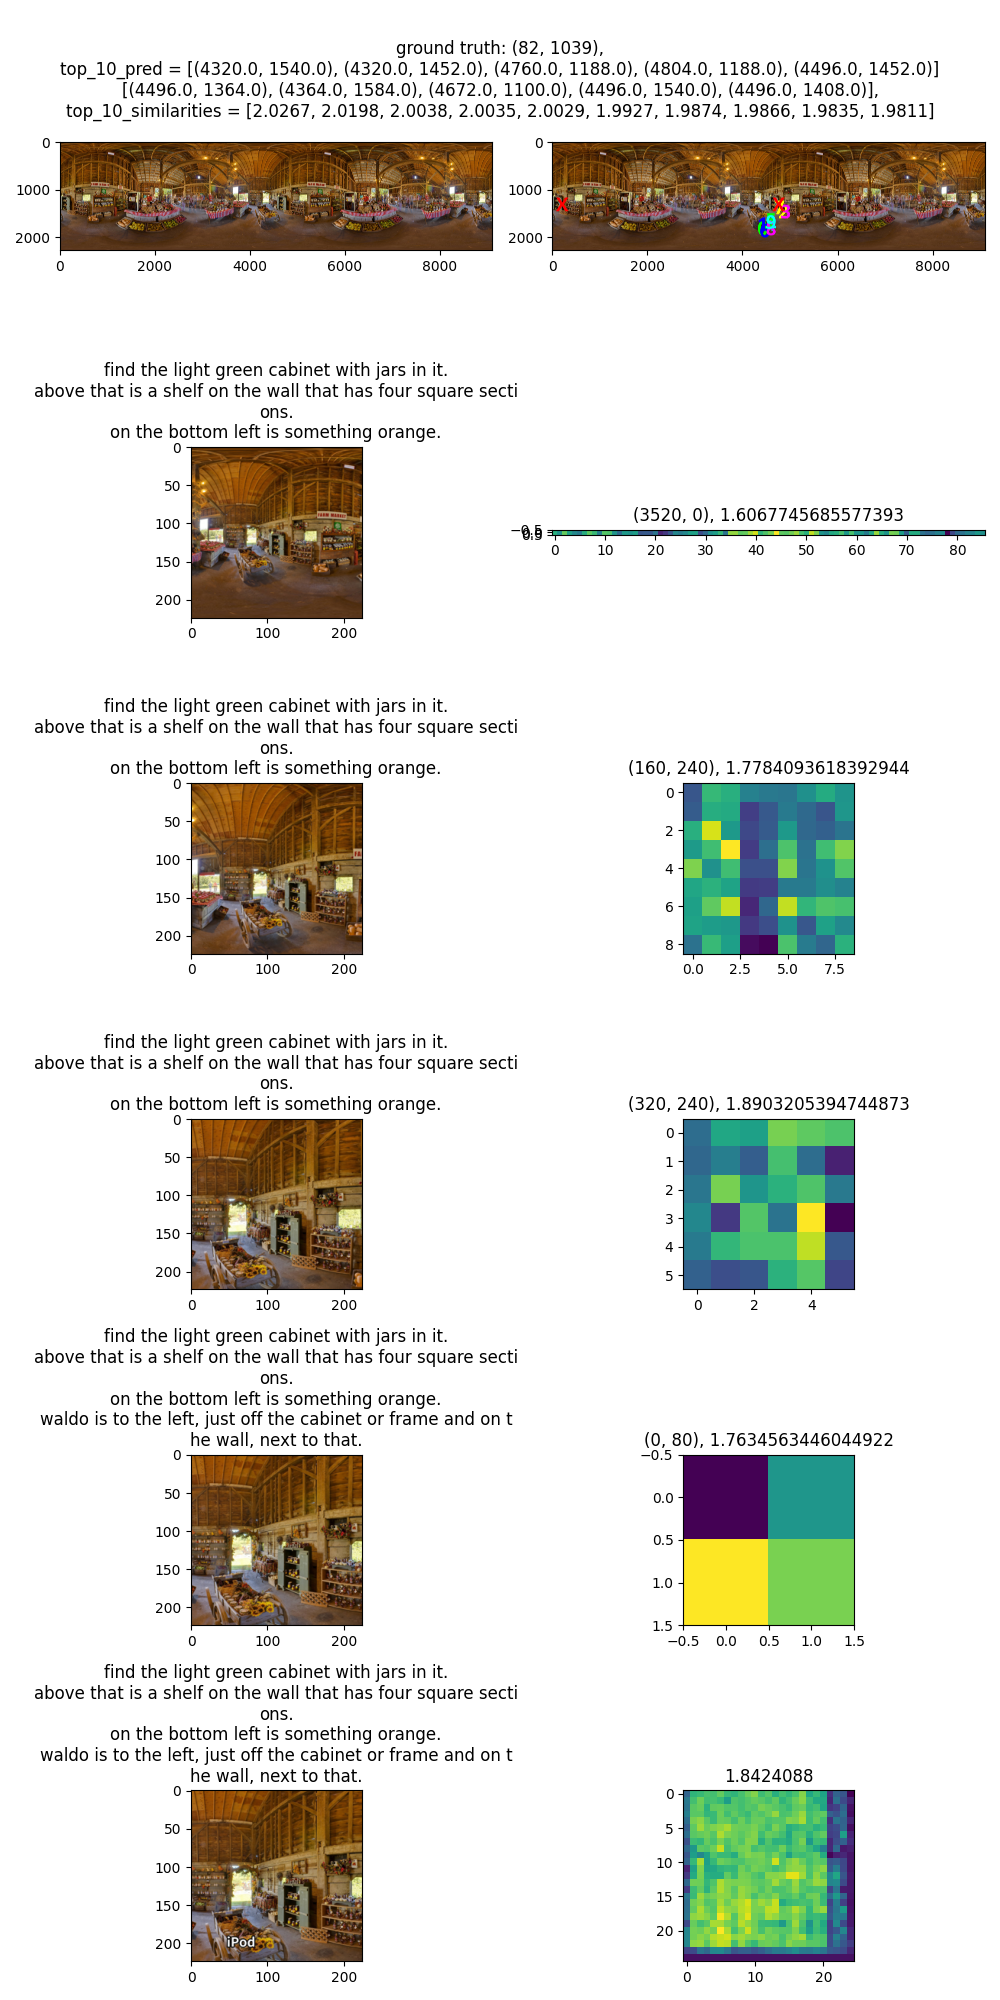 ground truth: (82, 1039),
top_10_pred = [(4320.0, 1540.0), (4320.0, 1452.0), (4760.0, 1188.0), (4804.0, 1188.0), (4496.0, 1452.0)]
[(4496.0, 1364.0), (4364.0, 1584.0), (4672.0, 1100.0), (4496.0, 1540.0), (4496.0, 1408.0)],
top_10_similarities = [2.0267, 2.0198, 2.0038, 2.0035, 2.0029, 1.9927, 1.9874, 1.9866, 1.9835, 1.9811]
0
1000
2000
0 2000 4000 6000 8000
0
1000
2000
X X
0 2000 4000 6000 8000
find the light green cabinet with jars in it.
above that is a shelf on the wall that has four square secti
ons.
on the bottom left is something orange.
0
50
100
FARM MARKET
150
200
0 100 200
(3520, 0), 1.6067745685577393
−0.5
0.5
0 10 20 30 40 50 60 70 80
find the light green cabinet with jars in it.
above that is a shelf on the wall that has four square secti
ons.
on the bottom left is something orange.
0
50
100
150
200
0 100 200
(160, 240), 1.7784093618392944
0
2
4
6
8
0.0 2.5 5.0 7.5
find the light green cabinet with jars in it.
above that is a shelf on the wall that has four square secti
ons.
on the bottom left is something orange.
0
50
100
150
200
0 100 200
(320, 240), 1.8903205394744873
0
1
2
3
4
5
0 2 4
find the light green cabinet with jars in it.
above that is a shelf on the wall that has four square secti
ons.
on the bottom left is something orange.
waldo is to the left, just off the cabinet or frame and on t
he wall, next to that.
0
50
100
150
200
0 100 200
(0, 80), 1.7634563446044922
−0.5
0.0
0.5
1.0
1.5
−0.5 0.0 0.5 1.0 1.5
find the light green cabinet with jars in it.
above that is a shelf on the wall that has four square secti
ons.
on the bottom left is something orange.
waldo is to the left, just off the cabinet or frame and on t
he wall, next to that.
0
50
100
150
200
iPod
0 100 200
1.8424088
0
5
10
15
20
0 10 20